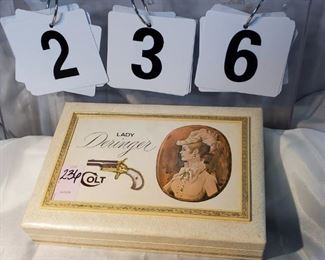 2 3 6
LADY
Deringer
236 COLT